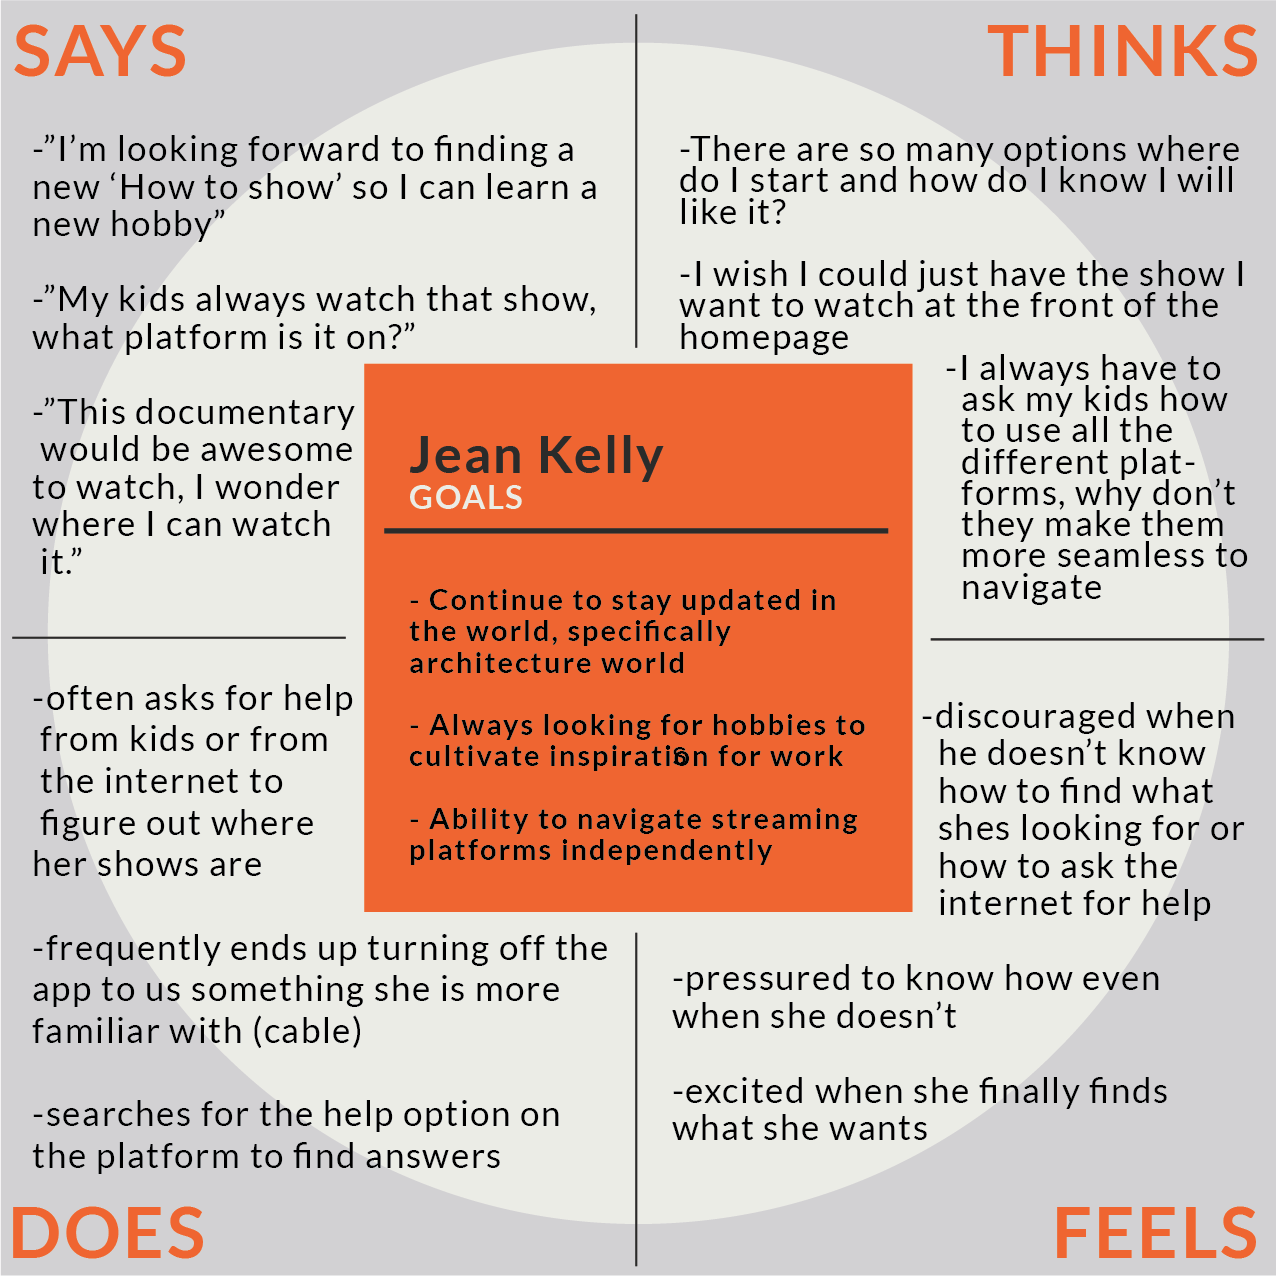 SAYS
-”I’m looking forward to finding a
new ‘How to show’ so I can learn a
new hobby”
-”My kids always watch that show,
what platform is it on?”
-”This documentary
would be awesome
to watch, I wonder
where I can watch
it.”
THINKS
-There are so many options where
do I start and how do I know I will
like it?
-I wish I could just have the show I
want to watch at the front of the
homepage
-I always have to
ask my kids how
to use all the
different plat-
forms, why don’t
they make them
more seamless to
navigate
Jean Kelly
GOALS
- Continue to stay updated in
the world, specifically
architecture world
- Always looking for hobbies to
cultivate inspiration for work
s
- Ability to navigate streaming
platforms independently
-often asks for help
from kids or from
the internet to
figure out where
her shows are
-frequently ends up turning off the
app to us something she is more
familiar with (cable)
-searches for the help option on
the platform to find answers
DOES
-discouraged when
he doesn’t know
how to find what
shes looking for or
how to ask the
internet for help
-pressured to know how even
when she doesn’t
-excited when she finally finds
what she wants
FEELS